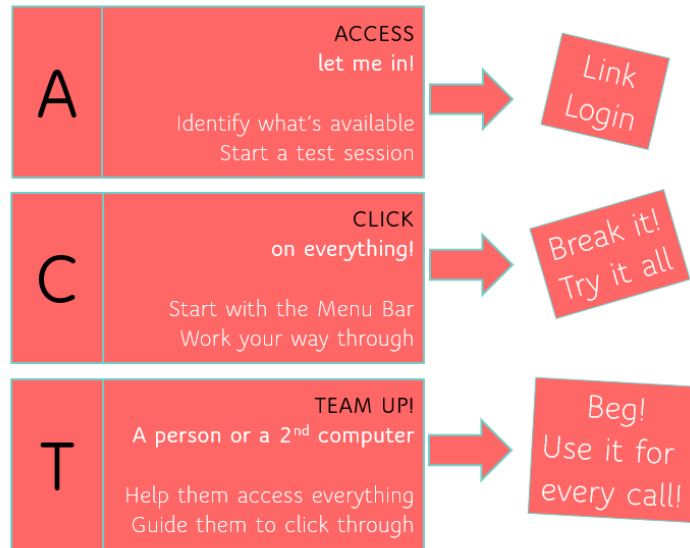 A
ACCESS
let me in!
Identify what's available
Start a test session
Link
Login
C
CLICK
on everything!
Start with the Menu Bar
Work your way through
Break it!
Try it all
T
TEAM UP!
A person or a 2nd computer
Help them access everything
Guide them to click through
Beg!
Use it for
every call!